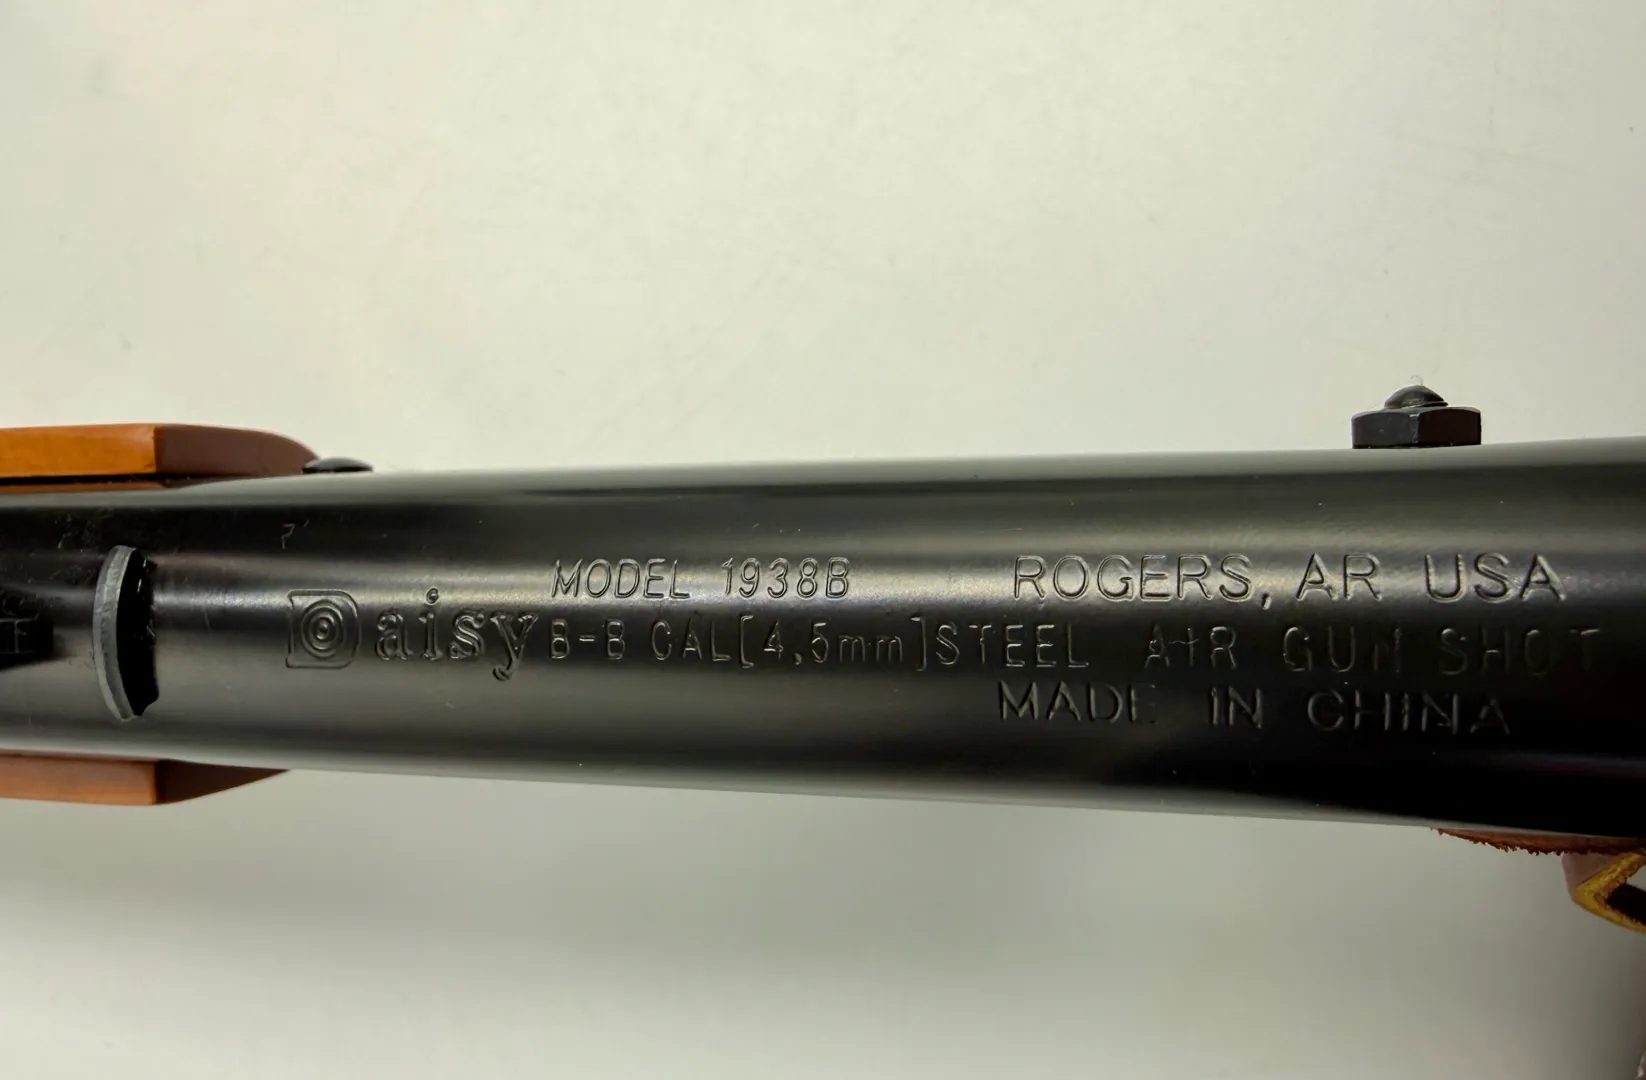 MODEL 1938B ROGERS, AR USA
Daisy B-B CAL[4,5mm]STEEL AIR GUN SHOT
MADE IN CHINA